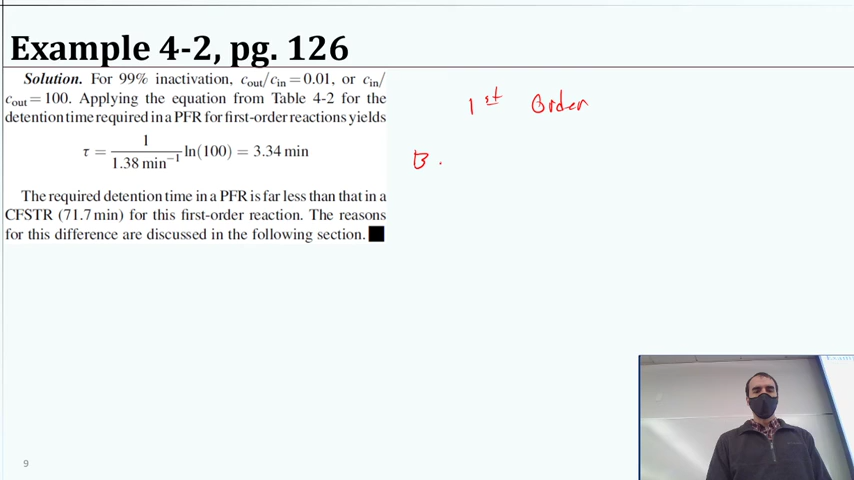 Example 4-2, pg. 126
Solution. For 99% inactivation, c_out/c_in = 0.01, or c_in/
c_out = 100. Applying the equation from Table 4-2 for the
detention time required in a PFR for first-order reactions yields
τ = 1 / 1.38 min⁻¹ ln(100) = 3.34 min
The required detention time in a PFR is far less than that in a
CFSTR (71.7 min) for this first-order reaction. The reasons
for this difference are discussed in the following section. ■
1st Order
B.
9